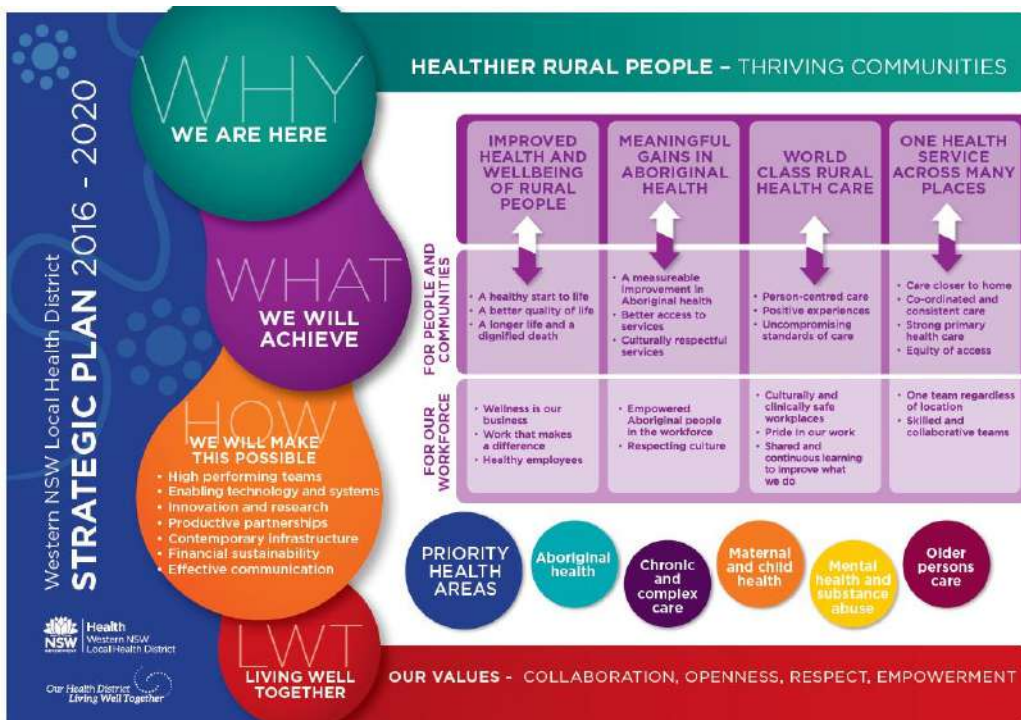 Western NSW Local Health District
STRATEGIC PLAN 2016 - 2020
WHY
WE ARE HERE
HEALTHIER RURAL PEOPLE – THRIVING COMMUNITIES
WHAT
WE WILL
ACHIEVE
IMPROVED
HEALTH AND
WELLBEING
OF RURAL
PEOPLE
MEANINGFUL
GAINS IN
ABORIGINAL
HEALTH
WORLD
CLASS RURAL
HEALTH CARE
ONE HEALTH
SERVICE
ACROSS MANY
PLACES
FOR PEOPLE AND
COMMUNITIES
• A healthy start to life
• A better quality of life
• A longer life and a
dignified death
• A measureable
improvement in
Aboriginal health
• Better access to
services
• Culturally respectful
services
• Person-centred care
• Positive experiences
• Uncompromising
standards of care
• Care closer to home
• Co-ordinated and
consistent care
• Strong primary
health care
• Equity of access
FOR OUR
WORKFORCE
• Wellness is our
business
• Work that makes
a difference
• Healthy employees
• Empowered
Aboriginal people
in the workforce
• Respecting culture
• Culturally and
clinically safe
workplaces
• Pride in our work
• Shared and
continuous learning
to improve what
we do
• One team regardless
of location
• Skilled and
collaborative teams
HOW
WE WILL MAKE
THIS POSSIBLE
• High performing teams
• Enabling technology and systems
• Innovation and research
• Productive partnerships
• Contemporary infrastructure
• Financial sustainability
• Effective communication
PRIORITY
HEALTH
AREAS
Aboriginal
health
Chronic
and
complex
care
Maternal
and child
health
Mental
health and
substance
abuse
Older
persons
care
NSW
Health
Western NSW
Local Health District
Our Health District
Living Well Together
LWT
LIVING WELL
TOGETHER
OUR VALUES - COLLABORATION, OPENNESS, RESPECT, EMPOWERMENT